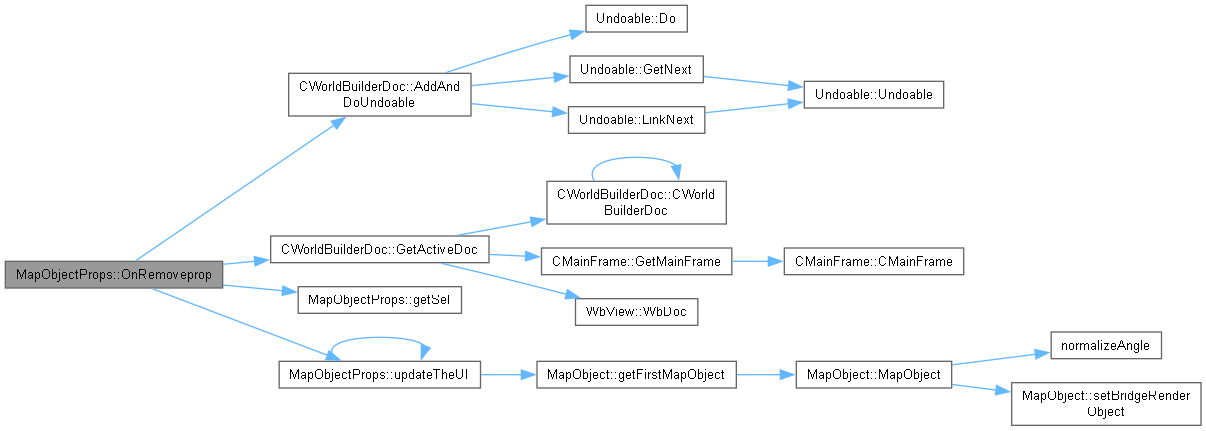 Undoable::Do
Undoable::GetNext
CWorldBuilderDoc::AddAnd
DoUndoable
Undoable::Undoable
Undoable::LinkNext
CWorldBuilderDoc::CWorld
BuilderDoc
CWorldBuilderDoc::GetActiveDoc
CMainFrame::GetMainFrame
CMainFrame::CMainFrame
MapObjectProps::OnRemoveprop
MapObjectProps::getSel
WbView::WbDoc
normalizeAngle
MapObjectProps::updateTheUI
MapObject::getFirstMapObject
MapObject::MapObject
MapObject::setBridgeRender
Object